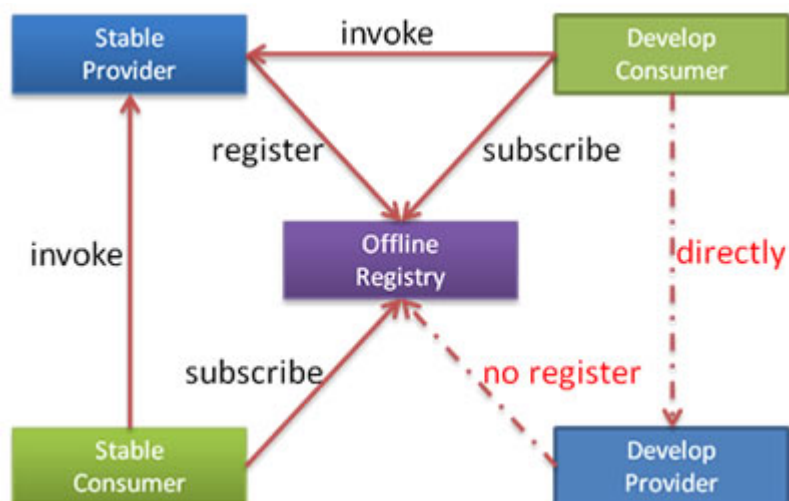 Stable
Provider
invoke
Develop
Consumer
register
subscribe
invoke
Offline
Registry
directly
subscribe
no register
Stable
Consumer
Develop
Provider